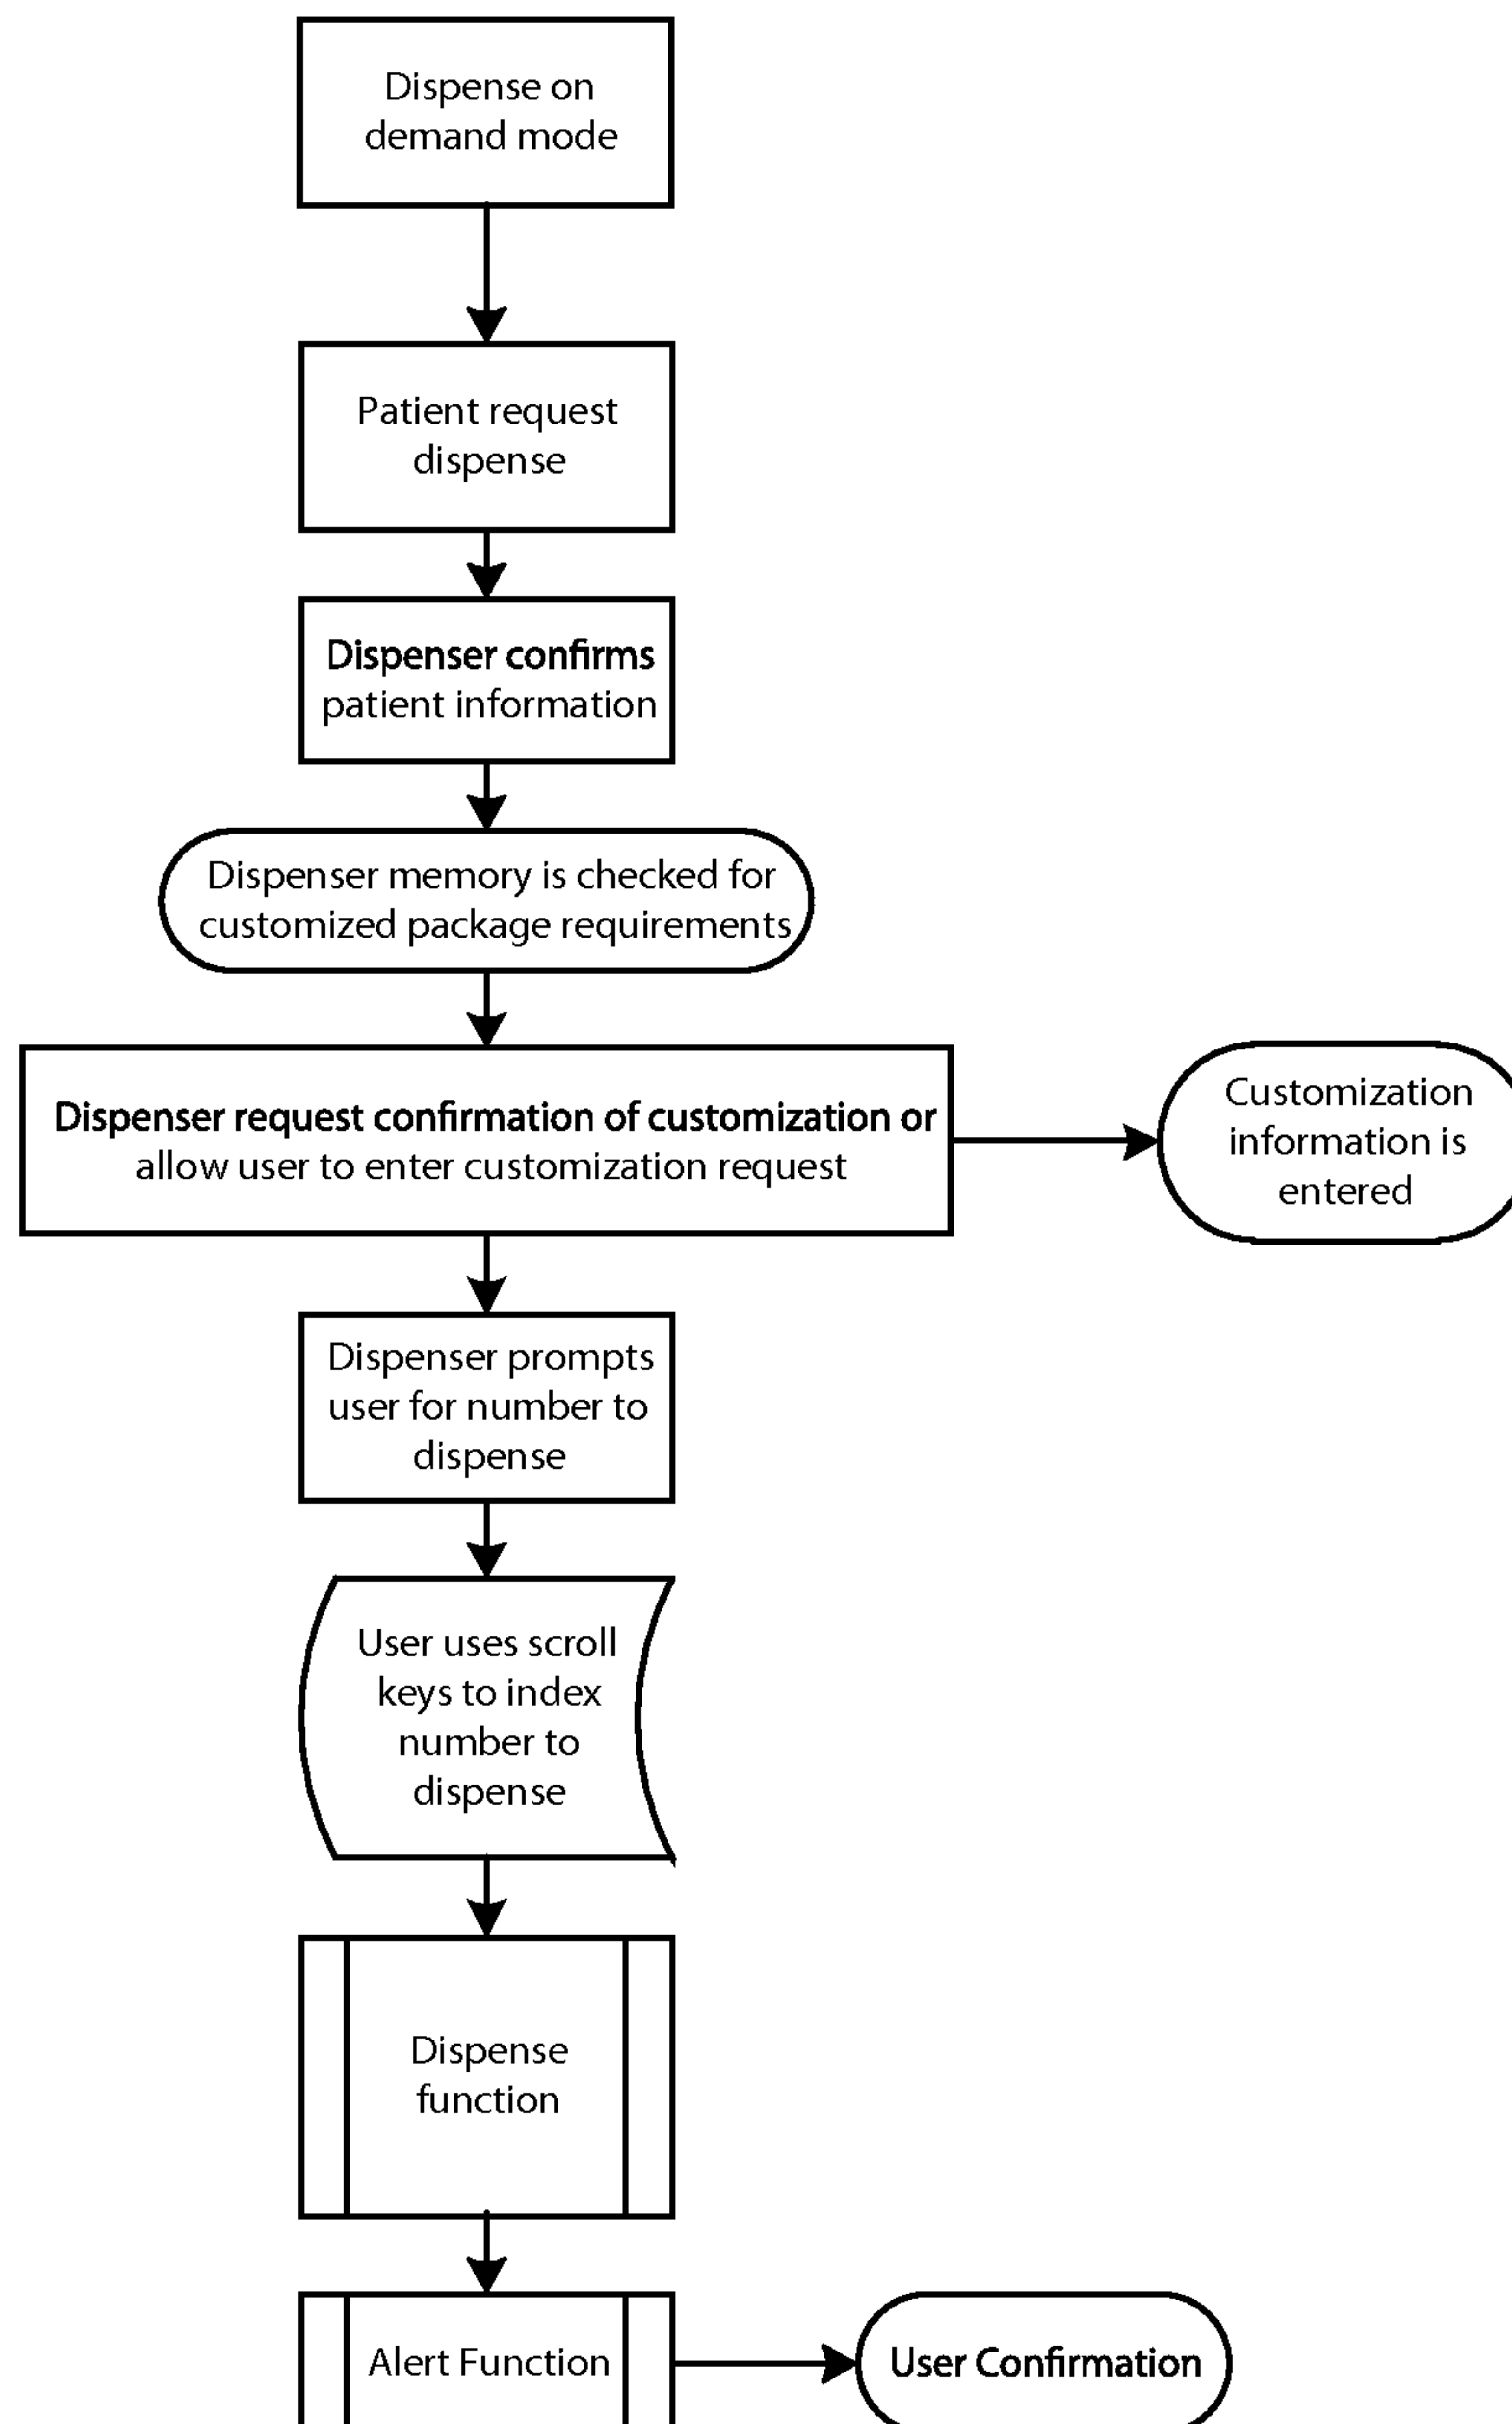 Dispense on
demand mode
Patient request
dispense
Dispenser confirms
patient information
Dispenser memory is checked for
customized package requirements
Dispenser request confirmation of customization or
allow user to enter customization request
Customization
information is
entered
Dispenser prompts
user for number to
dispense
User uses scroll
keys to index
number to
dispense
Dispense
function
Alert Function
User Confirmation